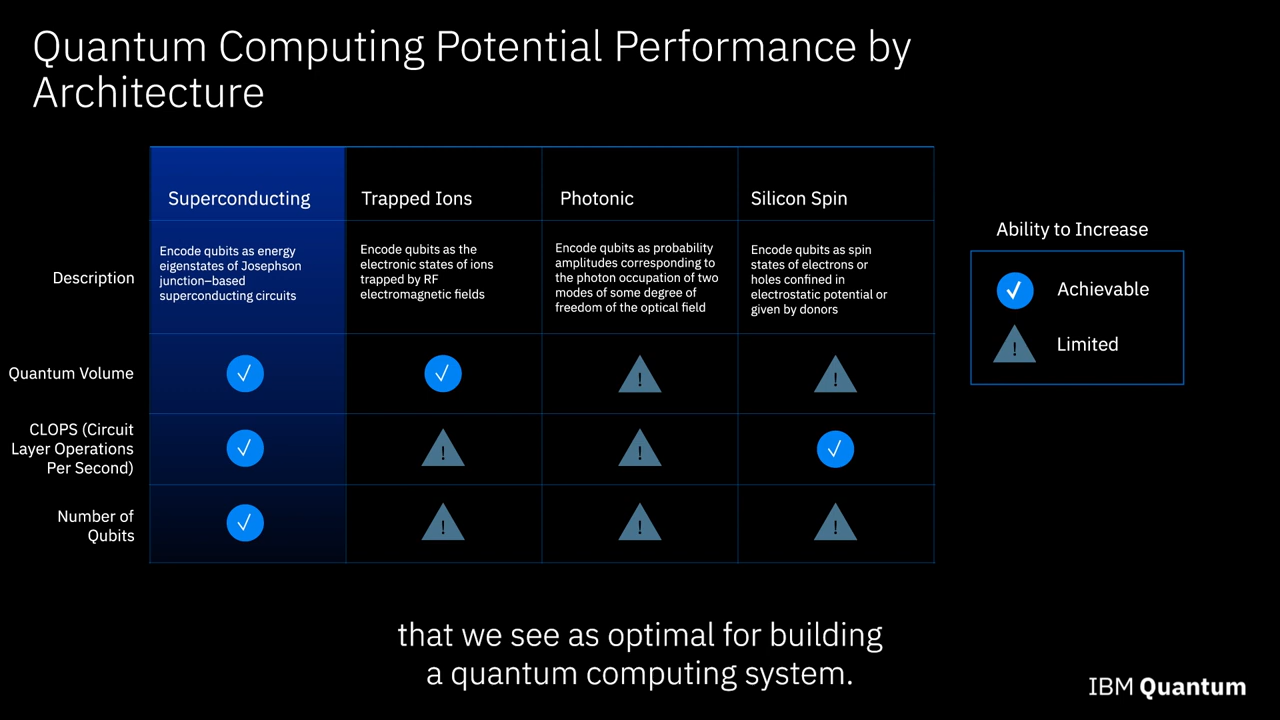 Quantum Computing Potential Performance by
Architecture
Superconducting
Trapped Ions
Photonic
Silicon Spin
Description
Encode qubits as energy
eigenstates of Josephson
junction–based
superconducting circuits
Encode qubits as the
electronic states of ions
trapped by RF
electromagnetic fields
Encode qubits as probability
amplitudes corresponding to
the photon occupation of two
modes of some degree of
freedom of the optical field
Encode qubits as spin
states of electrons or
holes confined in
electrostatic potential or
given by donors
Quantum Volume
CLOPS (Circuit
Layer Operations
Per Second)
Number of
Qubits
Ability to Increase
Achievable
Limited
that we see as optimal for building
a quantum computing system.
IBM Quantum